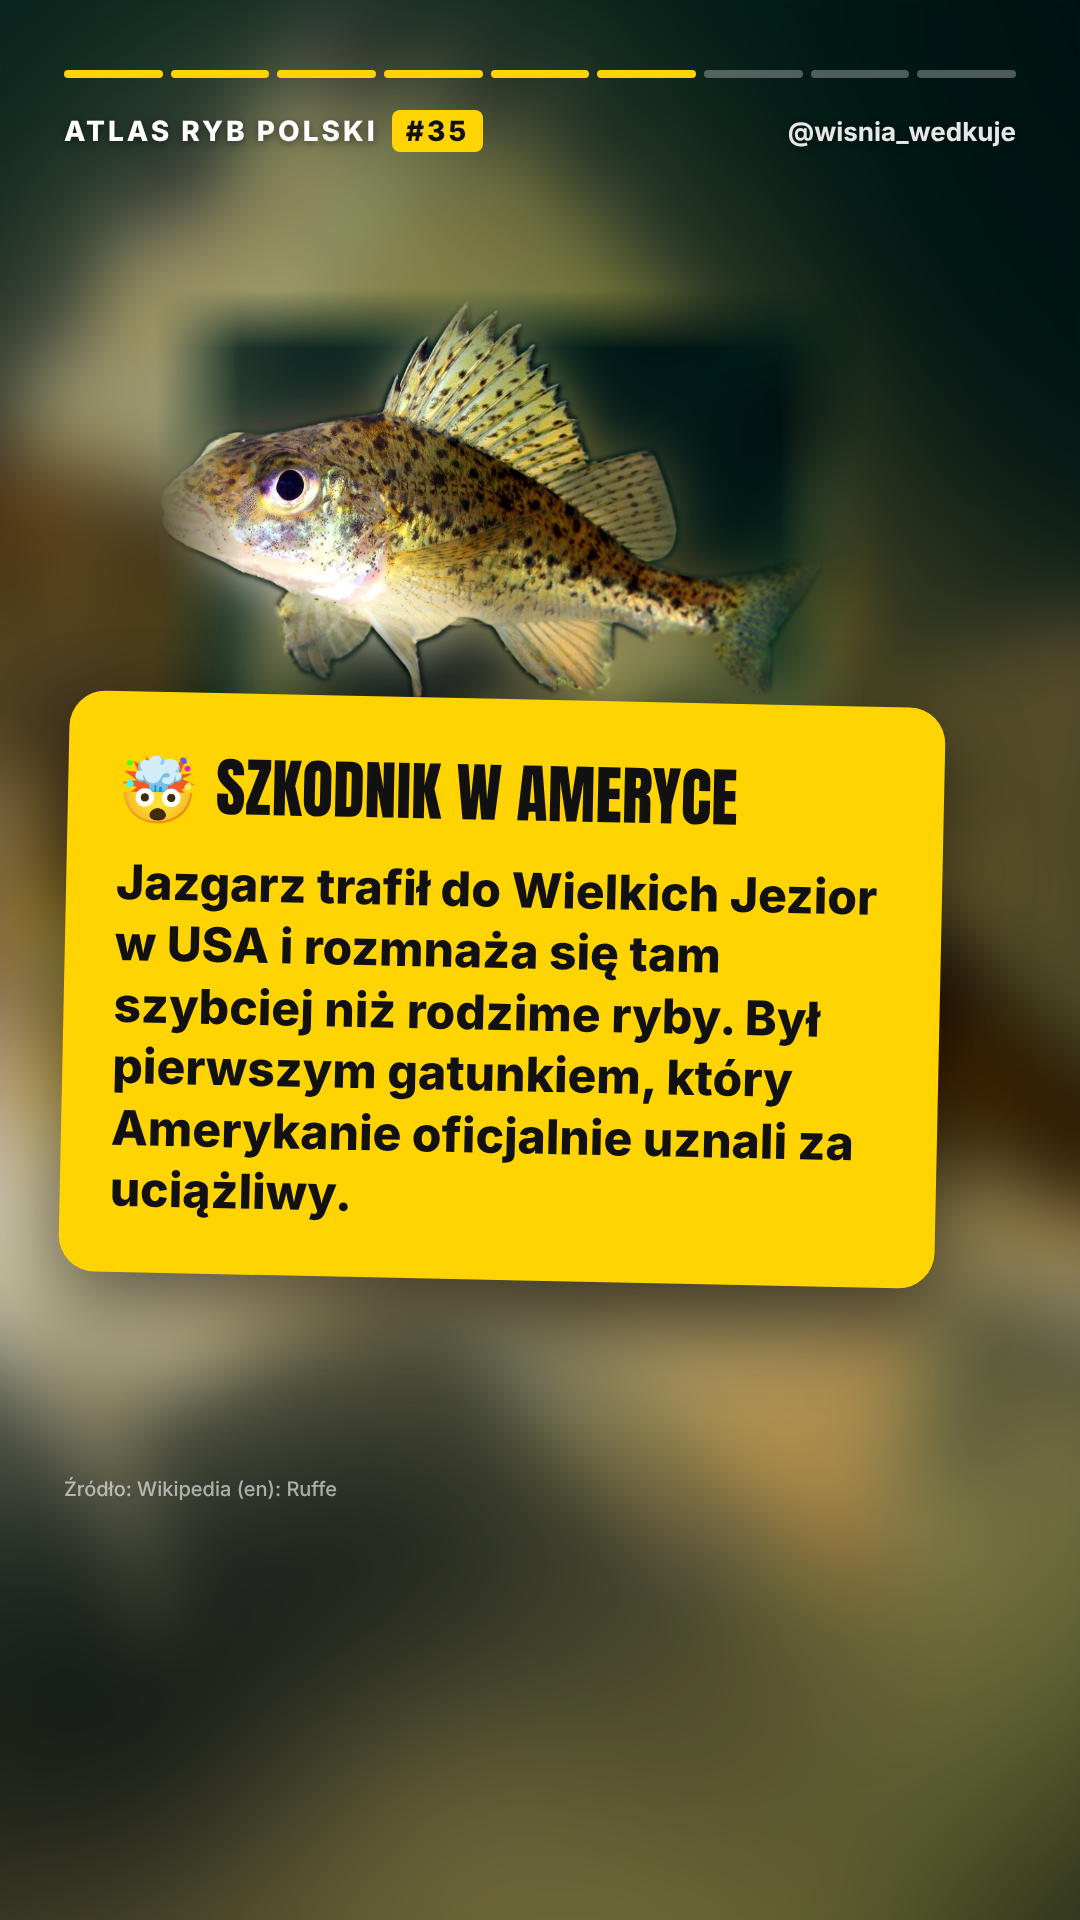 ATLAS RYB POLSKI #35
@wisnia_wedkuje
🤯 SZKODNIK W AMERYCE
Jazgarz trafił do Wielkich Jezior
w USA i rozmnaża się tam
szybciej niż rodzime ryby. Był
pierwszym gatunkiem, który
Amerykanie oficjalnie uznali za
uciążliwy.
Źródło: Wikipedia (en): Ruffe